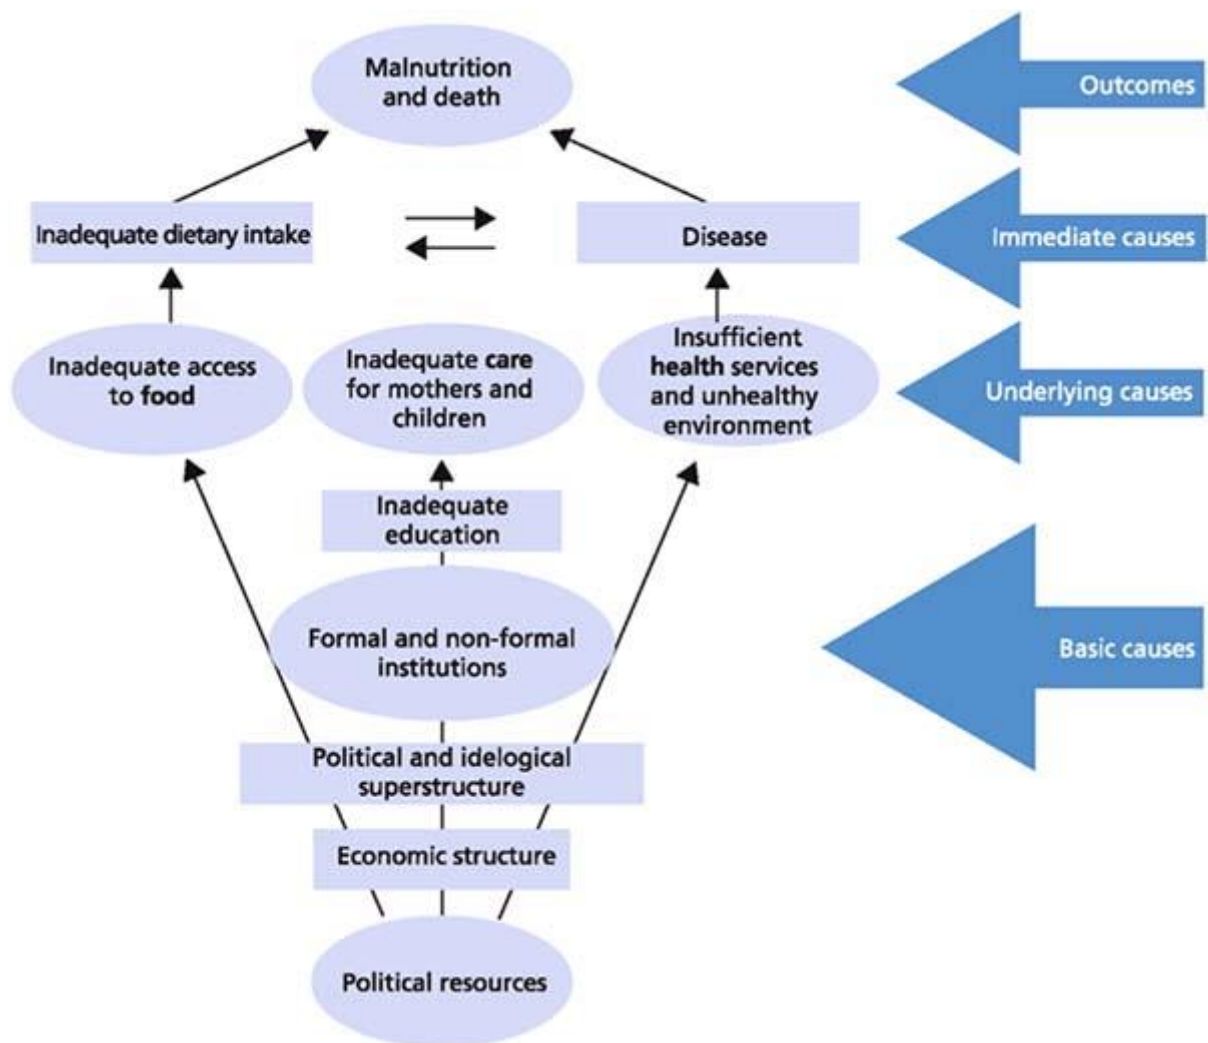 Malnutrition
and death
Outcomes
Inadequate dietary intake
Disease
Immediate causes
Inadequate access
to food
Inadequate care
for mothers and
children
Insufficient
health services
and unhealthy
environment
Underlying causes
Inadequate
education
Formal and non-formal
institutions
Basic causes
Political and idelogical
superstructure
Economic structure
Political resources